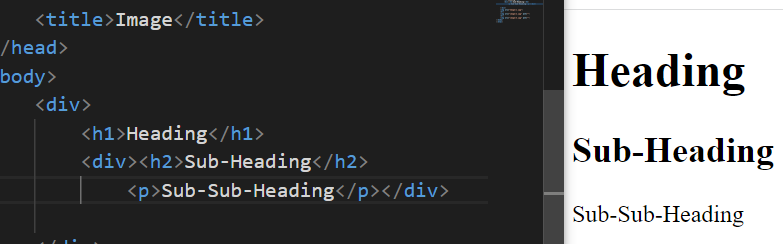 <title>Image</title>
/head>
body>
<div>
<h1>Heading</h1>
<div><h2>Sub-Heading</h2>
<p>Sub-Sub-Heading</p></div>
Heading
Sub-Heading
Sub-Sub-Heading